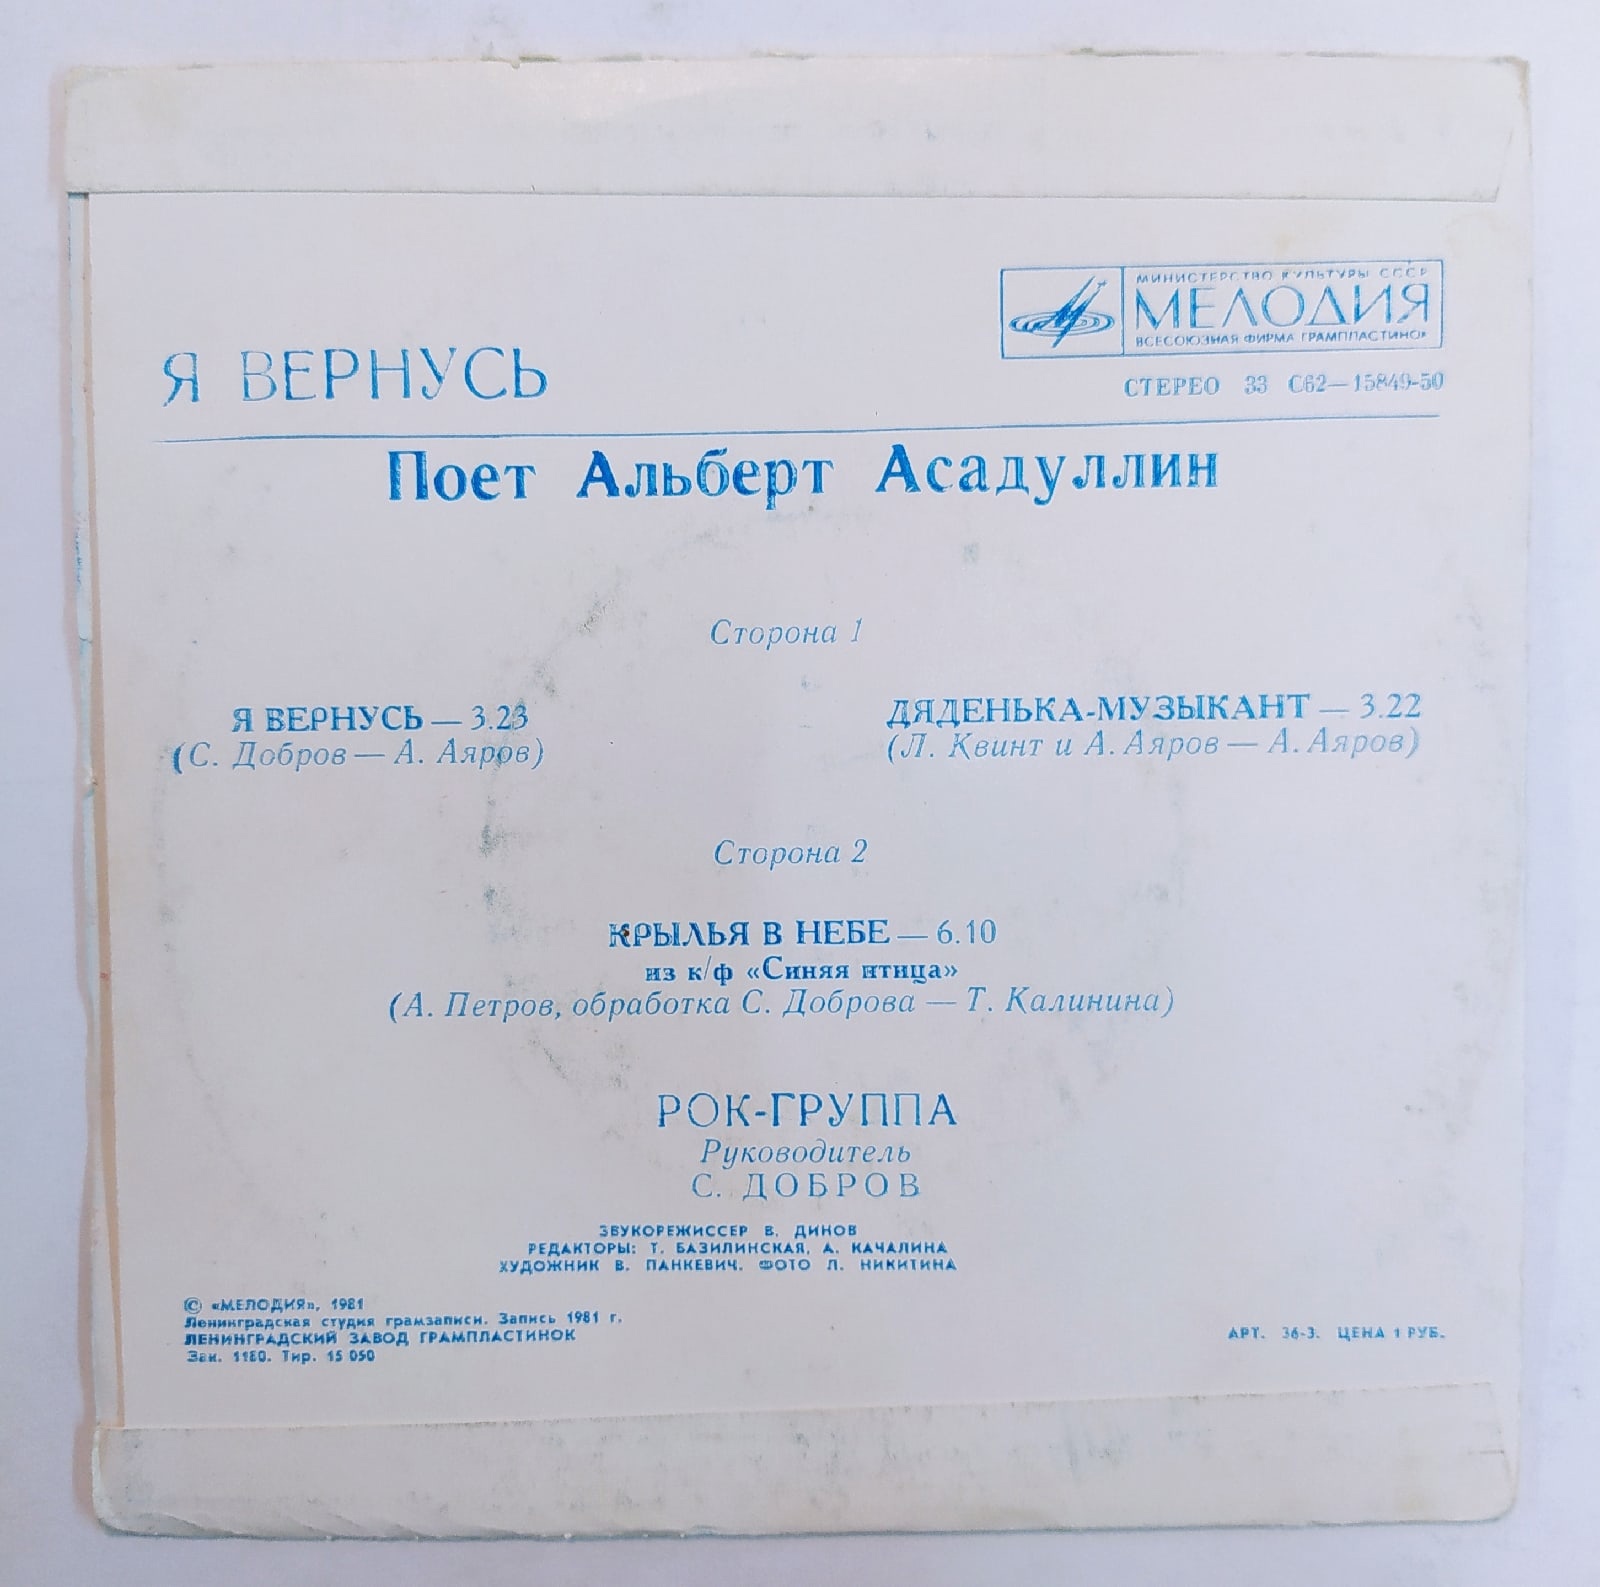 МИНИСТЕРСТВО КУЛЬТУРЫ СССР
МЕЛОДИЯ
ВСЕСОЮЗНАЯ ФИРМА ГРАМПЛАСТИНОК
СТЕРЕО 33 С62—15849-50
Я ВЕРНУСЬ
Поет Альберт Асадуллин
Сторона 1
Я ВЕРНУСЬ — 3.23
(С. Добров — А. Аяров)
ДЯДЕНЬКА-МУЗЫКАНТ — 3.22
(Л. Квинт и А. Аяров — А. Аяров)
Сторона 2
КРЫЛЬЯ В НЕБЕ — 6.10
из к/ф «Синяя птица»
(А. Петров, обработка С. Доброва — Т. Калинина)
РОК-ГРУППА
Руководитель
С. ДОБРОВ
ЗВУКОРЕЖИССЕР В. ДИНОВ
РЕДАКТОРЫ: Т. БАЗИЛИНСКАЯ, А. КАЧАЛИНА
ХУДОЖНИК В. ПАНКЕВИЧ. ФОТО Л. НИКИТИНА
© «МЕЛОДИЯ», 1981
Ленинградская студия грамзаписи. Запись 1981 г.
ЛЕНИНГРАДСКИЙ ЗАВОД ГРАМПЛАСТИНОК
Зак. 1180. Тир. 15 050
АРТ. 36-3. ЦЕНА 1 РУБ.